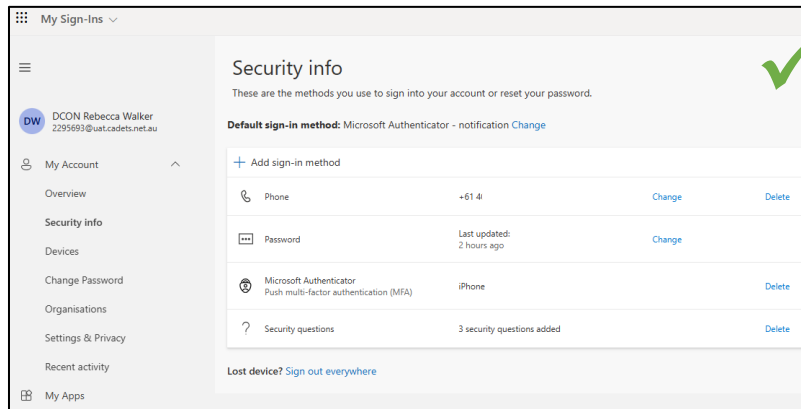 My Sign-Ins
Security info
These are the methods you use to sign into your account or reset your password.
DW
DCON Rebecca Walker
2295693@uat.cadets.net.au
Default sign-in method: Microsoft Authenticator - notification Change
My Account
Overview
Security info
Devices
Change Password
Organisations
Settings & Privacy
Recent activity
My Apps
Add sign-in method
Phone +61 4 Change Delete
Password Last updated: Change
2 hours ago
Microsoft Authenticator iPhone Delete
Push multi-factor authentication (MFA)
Security questions 3 security questions added Delete
Lost device? Sign out everywhere